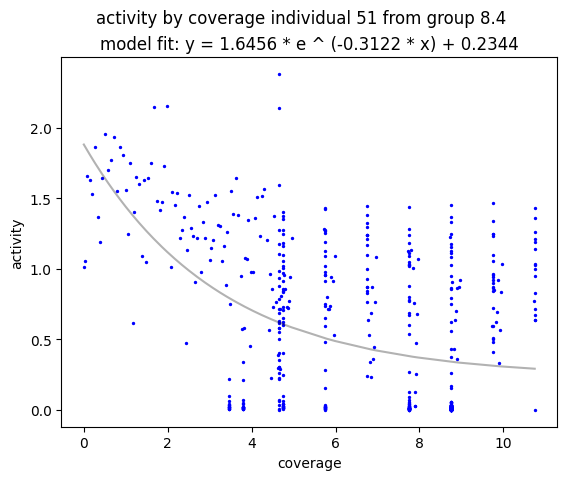 activity by coverage individual 51 from group 8.4
model fit: y = 1.6456 * e ^ (-0.3122 * x) + 0.2344
activity
2.0
1.5
1.0
0.5
0.0
0
2
4
6
8
10
coverage